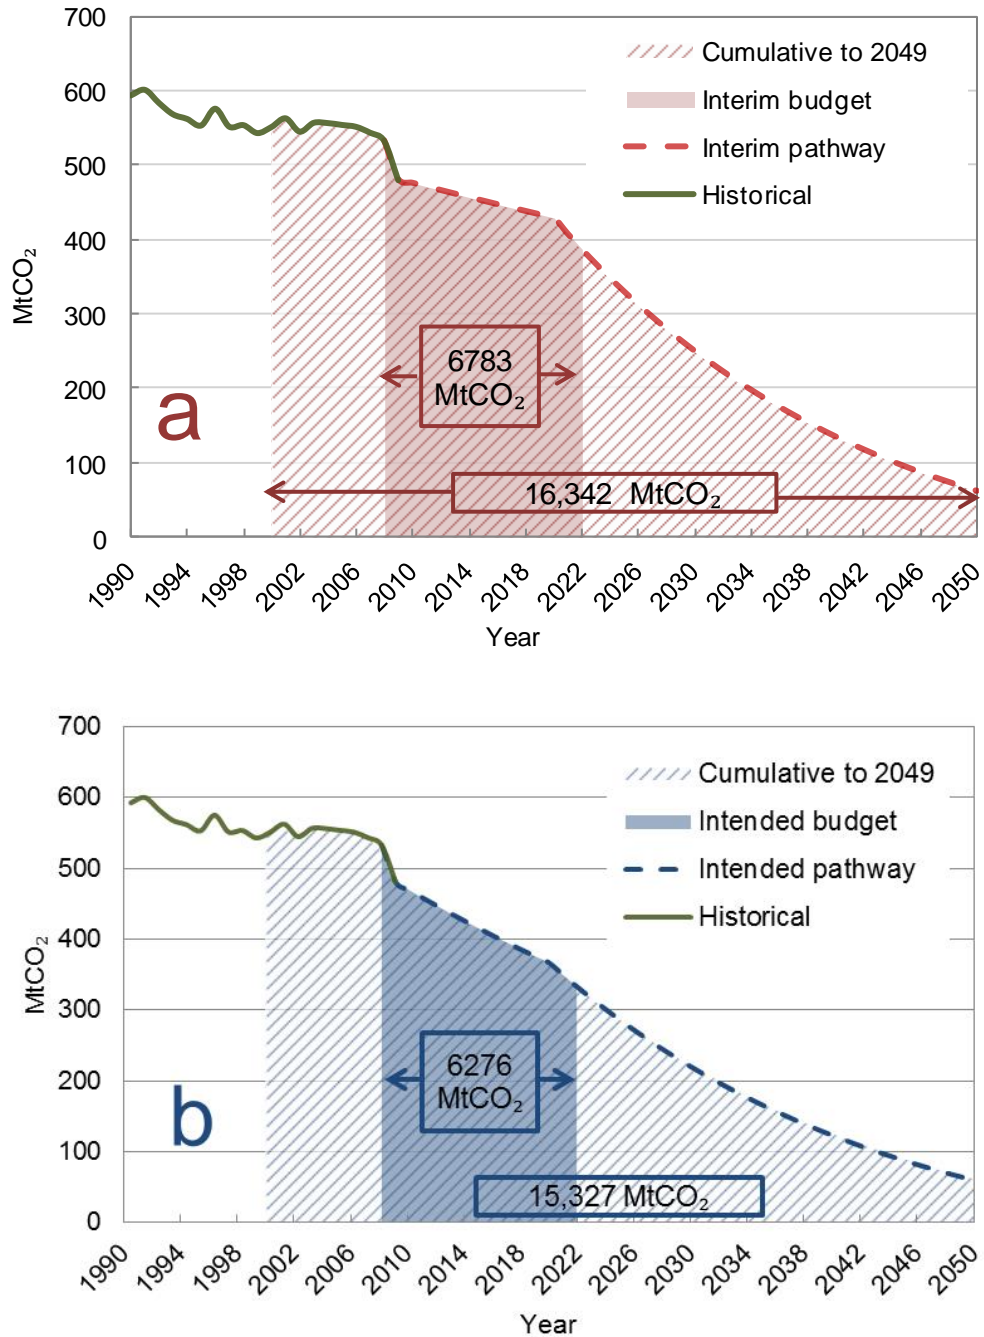 700
600
500
400
300
200
100
0
MtCO₂
Cumulative to 2049
Interim budget
Interim pathway
Historical
6783
MtCO₂
a
16,342 MtCO₂
1990 1994 1998 2002 2006 2010 2014 2018 2022 2026 2030 2034 2038 2042 2046 2050
Year
700
600
500
400
300
200
100
0
MtCO₂
Cumulative to 2049
Intended budget
Intended pathway
Historical
6276
MtCO₂
b
15,327 MtCO₂
1990 1994 1998 2002 2006 2010 2014 2018 2022 2026 2030 2034 2038 2042 2046 2050
Year